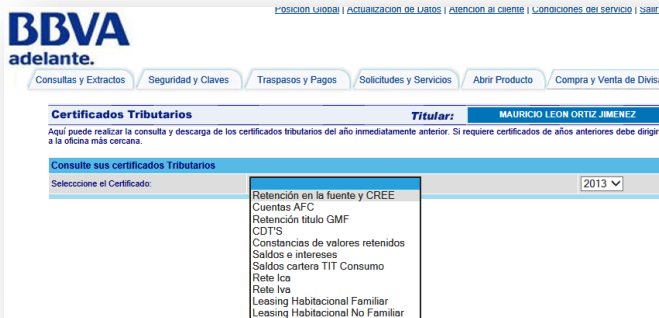 Posición Global | Actualización de Datos | Atención al cliente | Condiciones del servicio | Salir
BBVA
adelante.
Consultas y Extractos Seguridad y Claves Traspasos y Pagos Solicitudes y Servicios Abrir Producto Compra y Venta de Divisa
Certificados Tributarios Titular: MAURICIO LEON ORTIZ JIMENEZ
Aquí puede realizar la consulta y descarga de los certificados tributarios del año inmediatamente anterior. Si requiere certificados de años anteriores debe dirigir
a la oficina más cercana.
Consulte sus certificados Tributarios
Selecccione el Certificado: 2013
Retención en la fuente y CREE
Cuentas AFC
Retención titulo GMF
CDT'S
Constancias de valores retenidos
Saldos e intereses
Saldos cartera TIT Consumo
Rete Ica
Rete Iva
Leasing Habitacional Familiar
Leasing Habitacional No Familiar